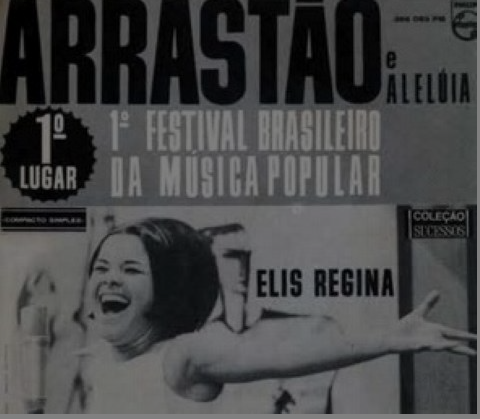 ARRASTÃO
e
ALELÚIA
PHILIPS
1º
LUGAR
1º FESTIVAL BRASILEIRO
DA MÚSICA POPULAR
COMPACTO SIMPLES
COLEÇÃO
SUCESSOS
ELIS REGINA